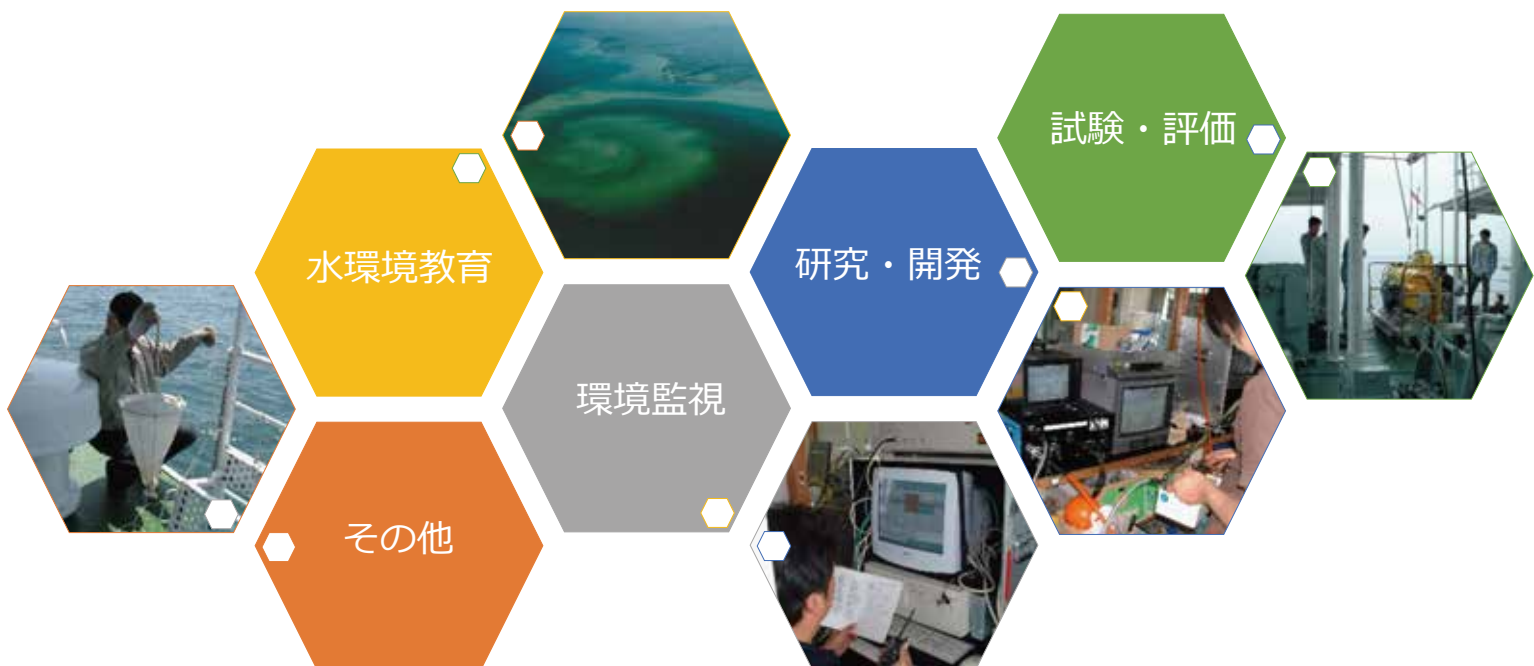 試験・評価
水環境教育
研究・開発
環境監視
その他